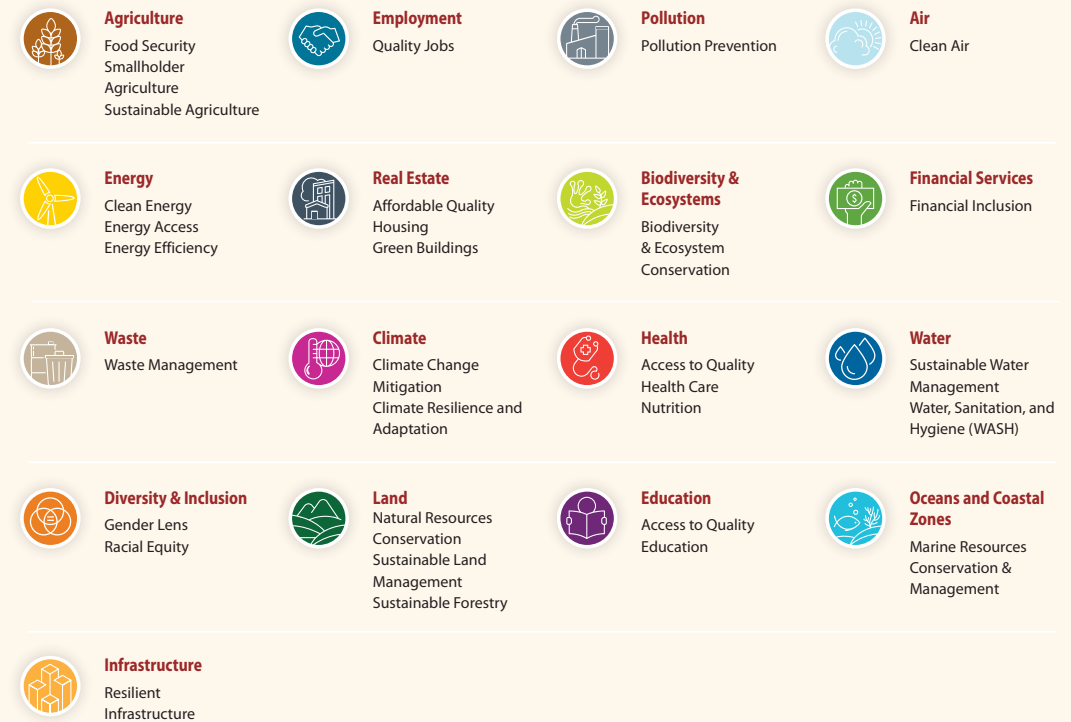 Agriculture
Food Security
Smallholder
Agriculture
Sustainable Agriculture
Employment
Quality Jobs
Pollution
Pollution Prevention
Air
Clean Air
Energy
Clean Energy
Energy Access
Energy Efficiency
Real Estate
Affordable Quality
Housing
Green Buildings
Biodiversity &
Ecosystems
Biodiversity
& Ecosystem
Conservation
Financial Services
Financial Inclusion
Waste
Waste Management
Climate
Climate Change
Mitigation
Climate Resilience and
Adaptation
Health
Access to Quality
Health Care
Nutrition
Water
Sustainable Water
Management
Water, Sanitation, and
Hygiene (WASH)
Diversity & Inclusion
Gender Lens
Racial Equity
Land
Natural Resources
Conservation
Sustainable Land
Management
Sustainable Forestry
Education
Access to Quality
Education
Oceans and Coastal
Zones
Marine Resources
Conservation &
Management
Infrastructure
Resilient
Infrastructure